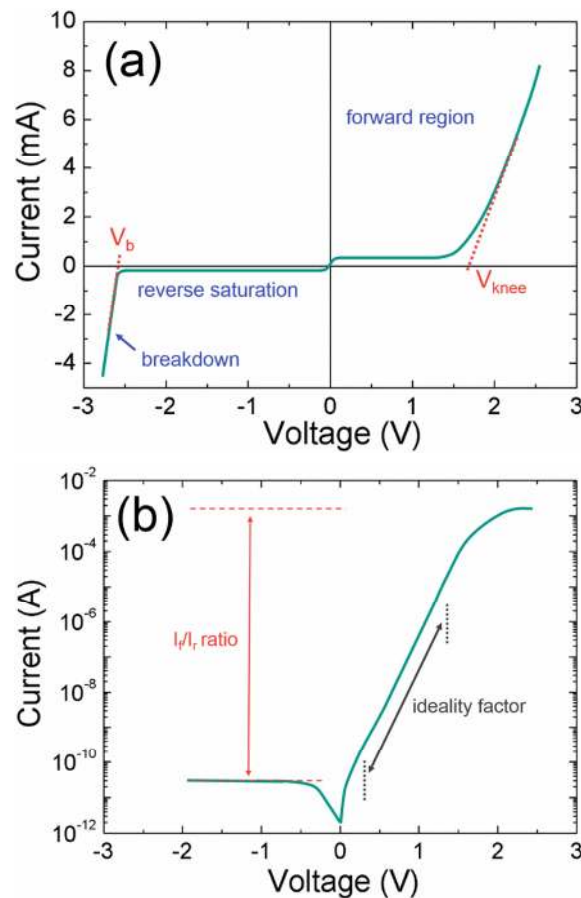 (a)
10
8
6
4
2
0
-2
-4
Current (mA)
forward region
V_b
V_knee
reverse saturation
breakdown
-3 -2 -1 0 1 2 3
Voltage (V)
(b)
10⁻²
10⁻⁴
10⁻⁶
10⁻⁸
10⁻¹⁰
10⁻¹²
Current (A)
I_f/I_r ratio
ideality factor
-3 -2 -1 0 1 2 3
Voltage (V)